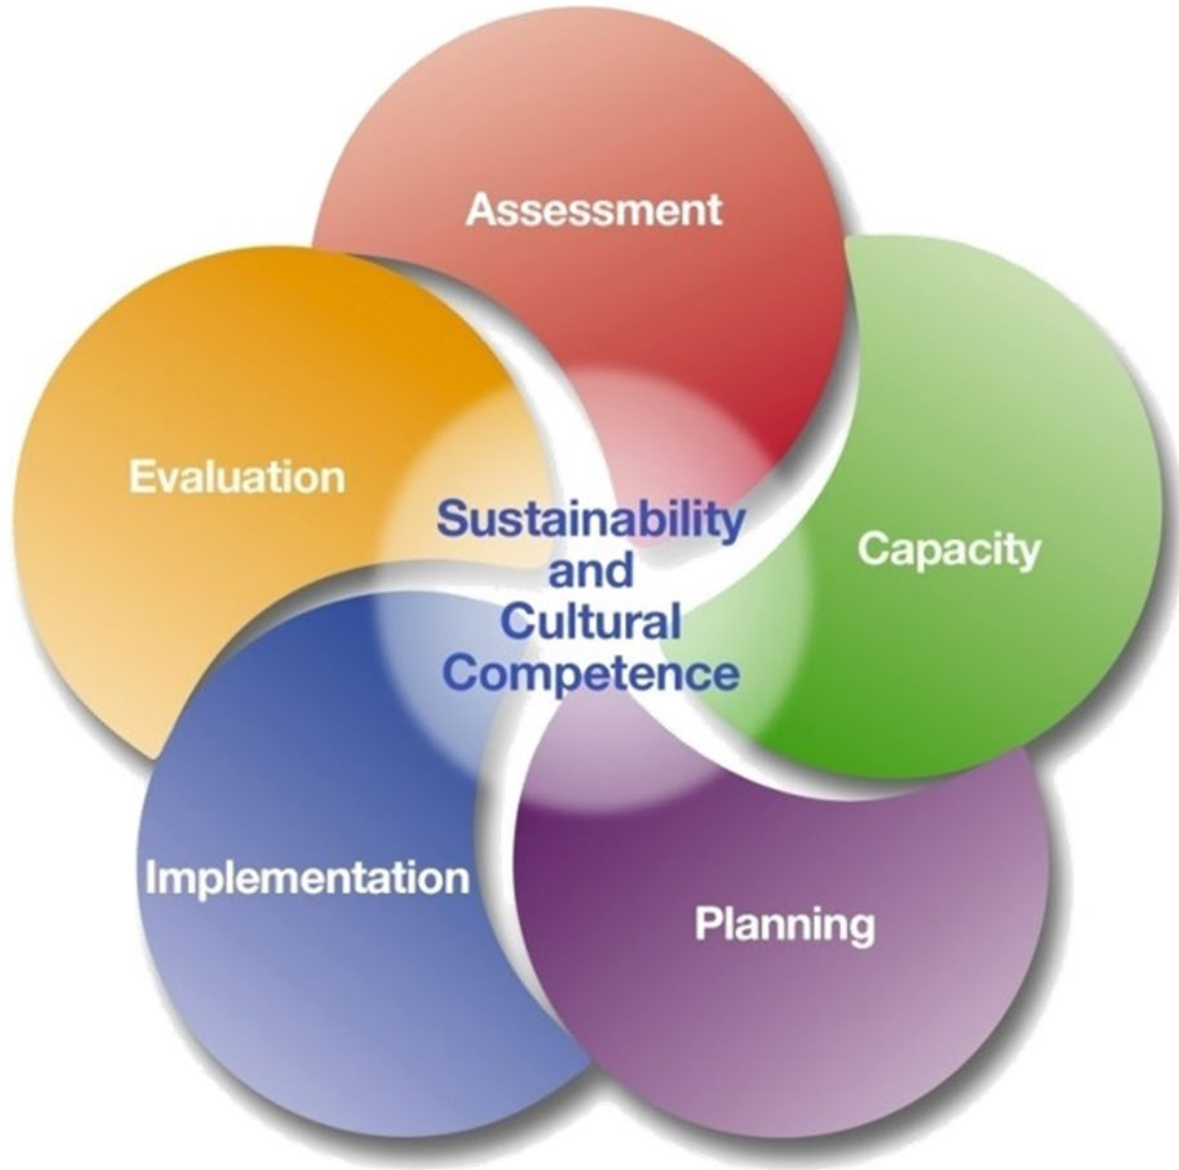 Assessment
Capacity
Planning
Implementation
Evaluation
Sustainability
and
Cultural
Competence